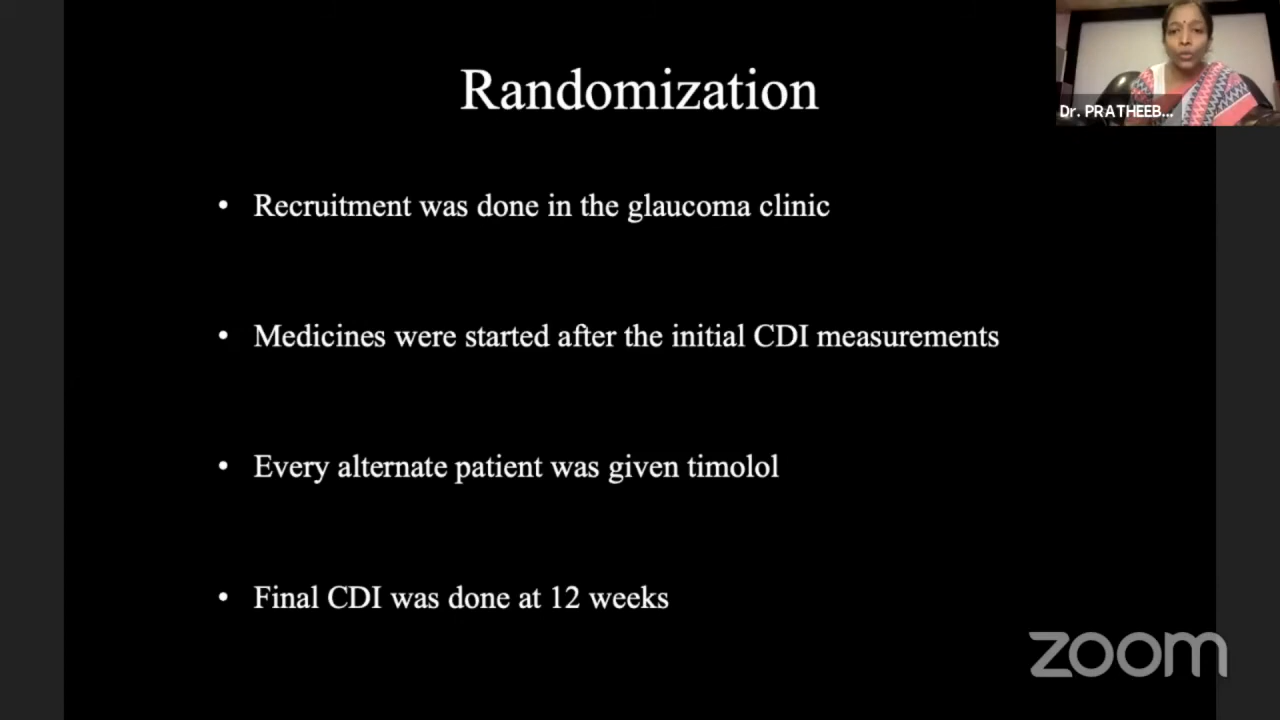 Randomization
Dr. PRATHEEB...
• Recruitment was done in the glaucoma clinic
• Medicines were started after the initial CDI measurements
• Every alternate patient was given timolol
• Final CDI was done at 12 weeks
zoom